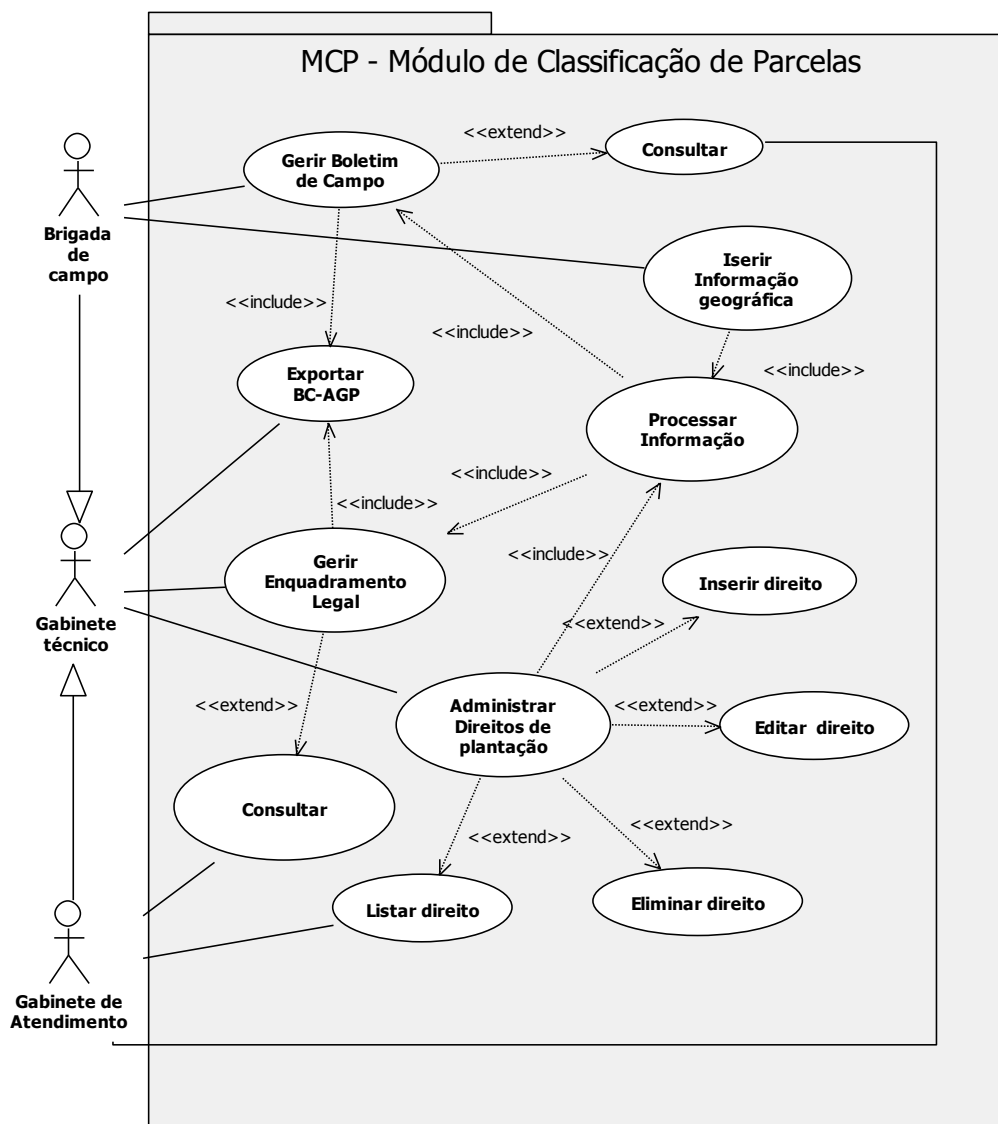 MCP - Módulo de Classificação de Parcelas
<<extend>>
Consultar
Gerir Boletim
de Campo
Brigada
de
campo
Iserir
Informação
geográfica
<<include>>
<<include>>
<<include>>
Exportar
BC-AGP
Processar
Informação
<<include>>
<<include>>
<<include>>
Gerir
Enquadramento
Legal
Inserir direito
Gabinete
técnico
<<extend>>
<<extend>>
Administrar
Direitos de
plantação
<<extend>>
Editar  direito
Consultar
<<extend>>
<<extend>>
Listar direito
Eliminar direito
Gabinete de
Atendimento